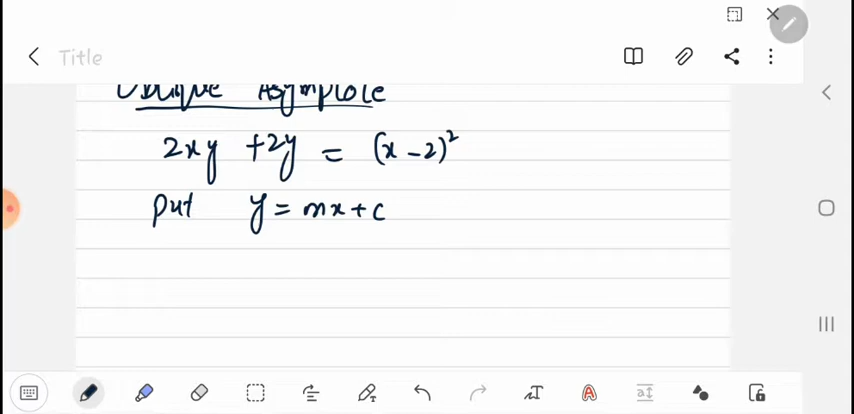 Title
Oblique Asymptote
2xy + 2y = (x - 2)²
put y = mx + c